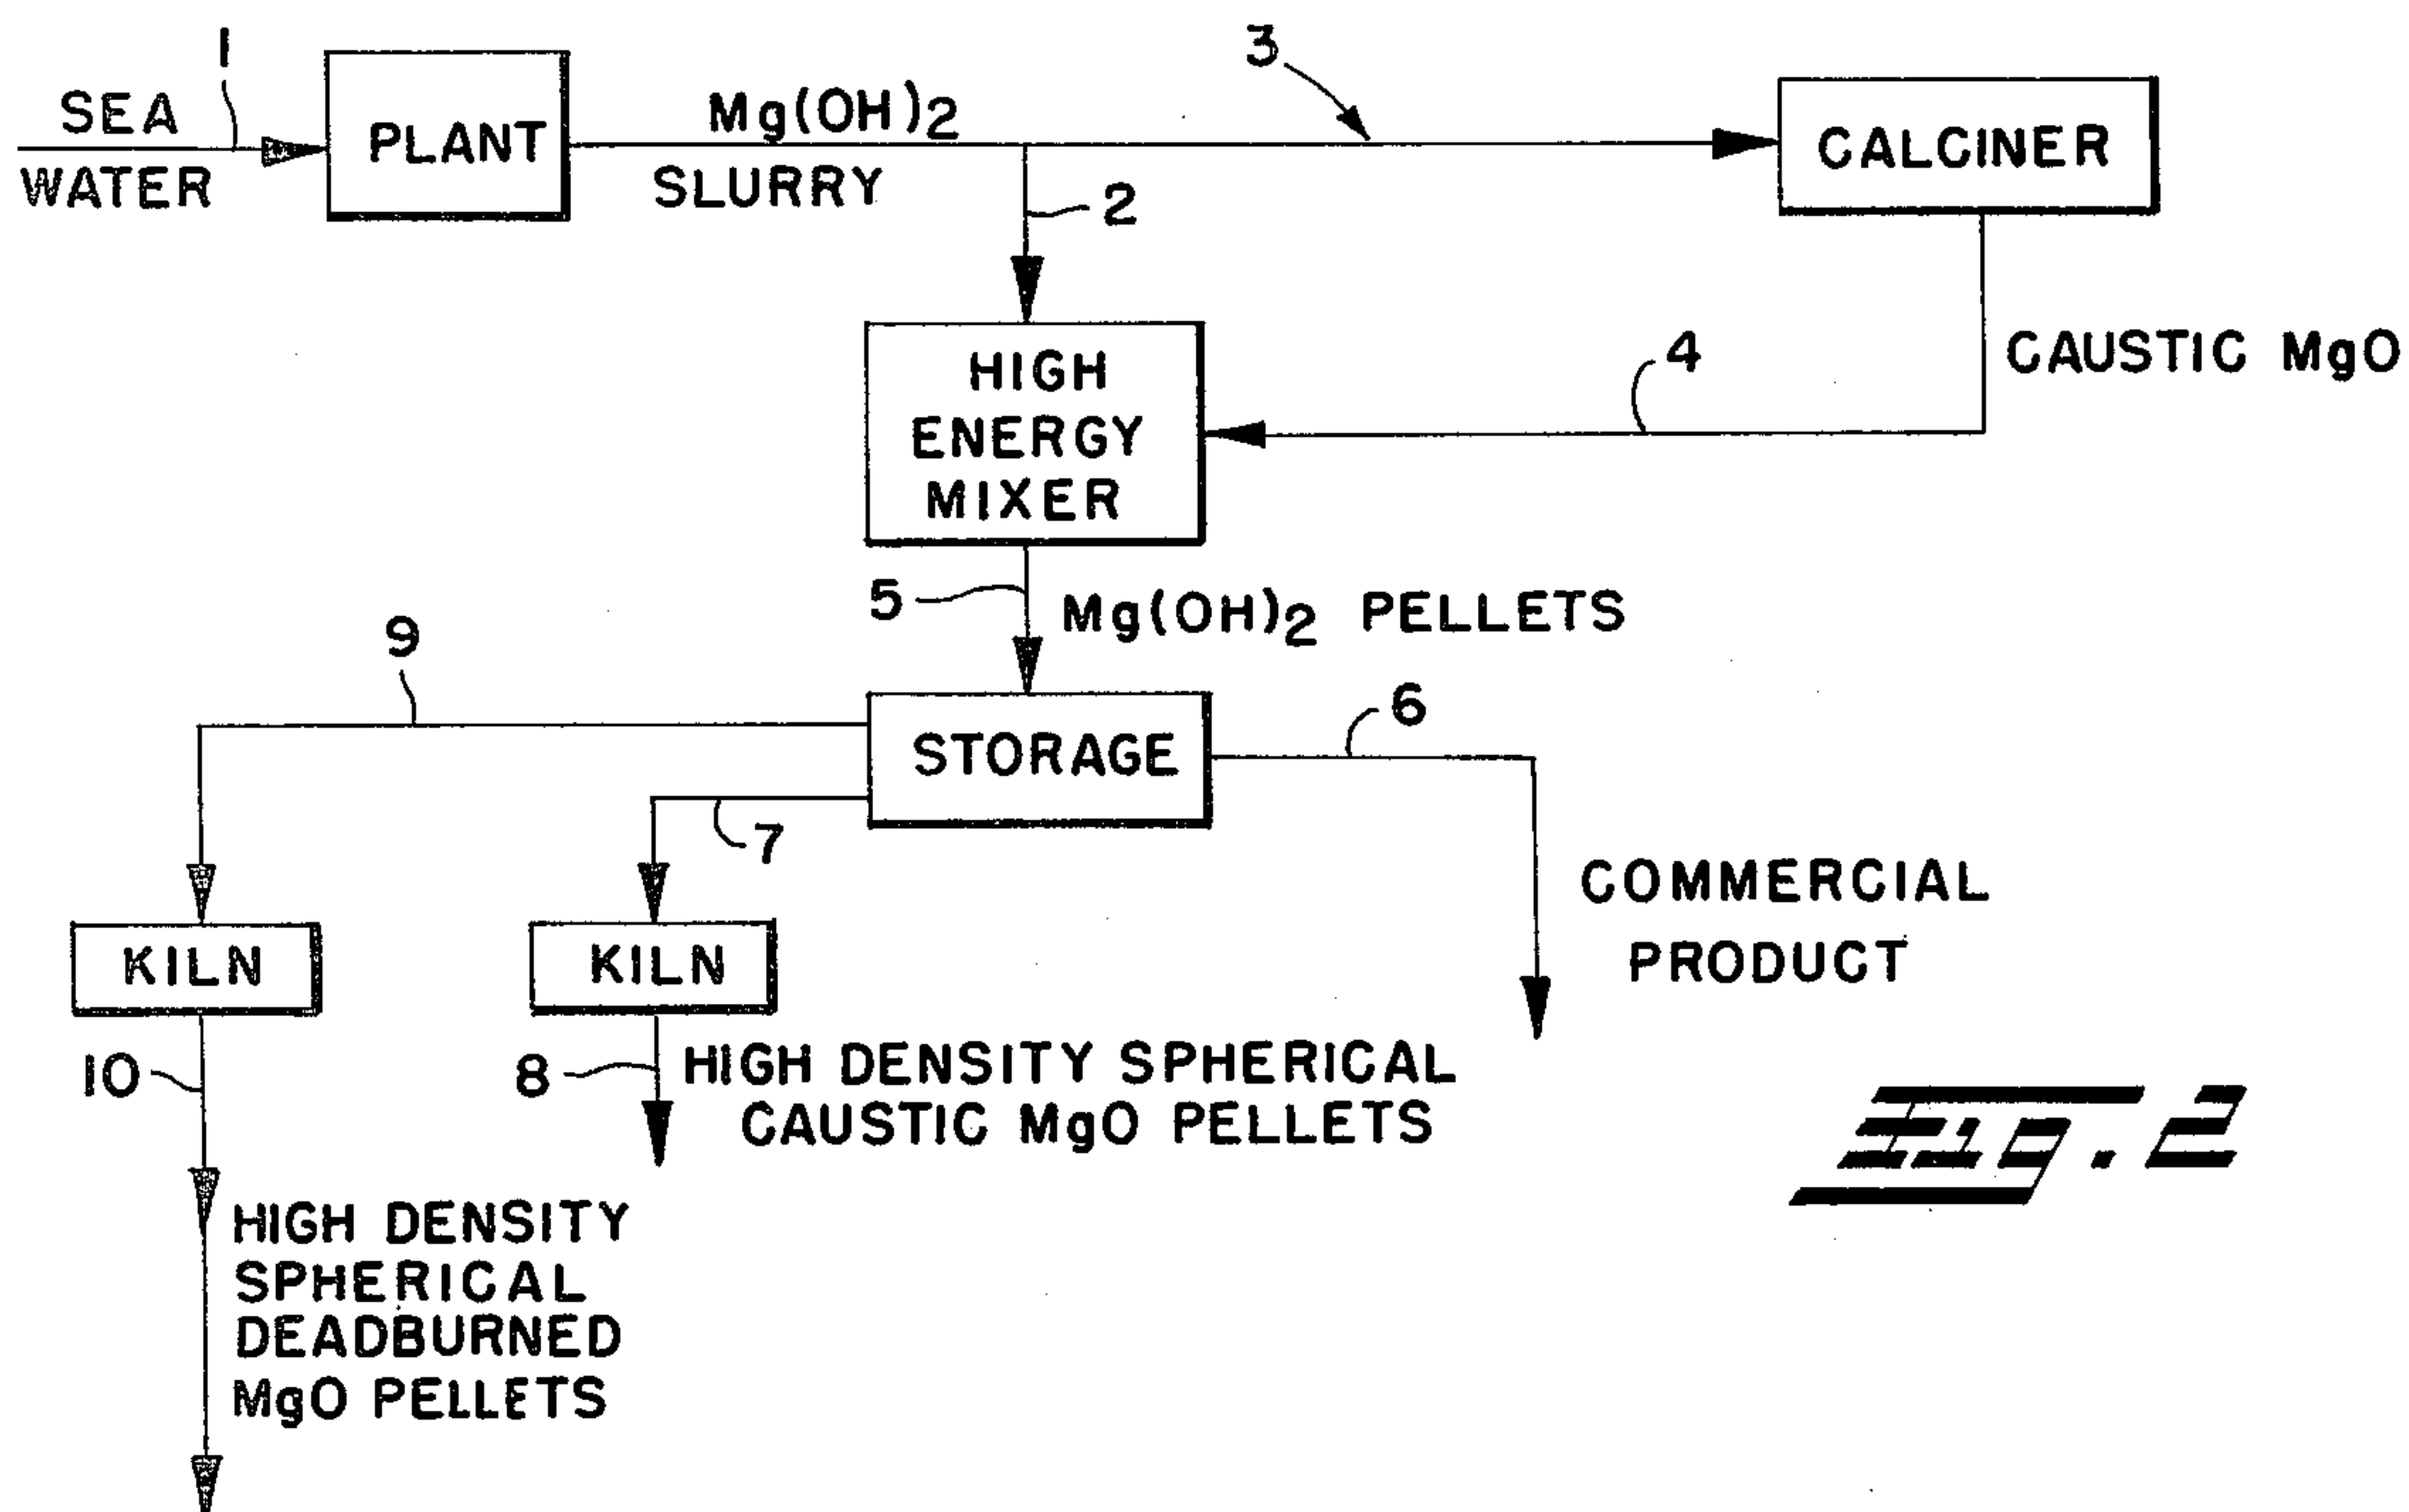 1
SEA
WATER
PLANT
Mg(OH)2
SLURRY
2
3
CALCINER
CAUSTIC MgO
4
HIGH
ENERGY
MIXER
5
Mg(OH)2 PELLETS
9
STORAGE
6
7
COMMERCIAL
PRODUCT
KILN
KILN
10
8
HIGH DENSITY SPHERICAL
CAUSTIC MgO PELLETS
HIGH DENSITY
SPHERICAL
DEADBURNED
MgO PELLETS
Fig. 2